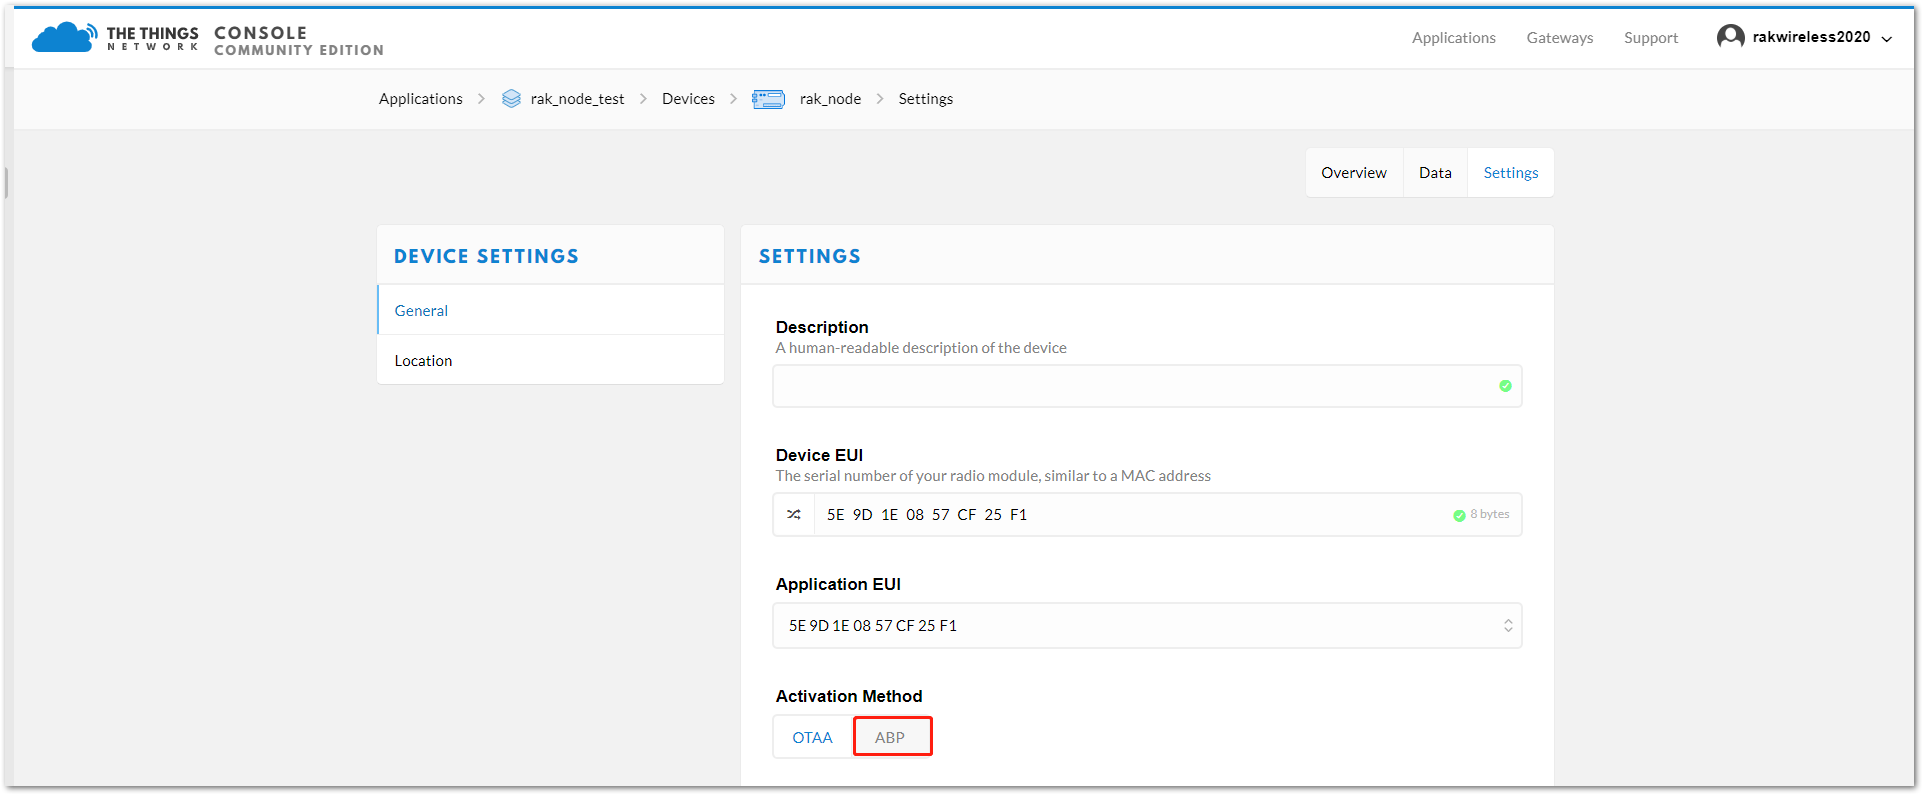 THE THINGS NETWORK CONSOLE COMMUNITY EDITION
Applications Gateways Support rakwireless2020
Applications rak_node_test Devices rak_node Settings
Overview Data Settings
DEVICE SETTINGS
General
Location
SETTINGS
Description
A human-readable description of the device
Device EUI
The serial number of your radio module, similar to a MAC address
5E 9D 1E 08 57 CF 25 F1 8 bytes
Application EUI
5E 9D 1E 08 57 CF 25 F1
Activation Method
OTAA ABP